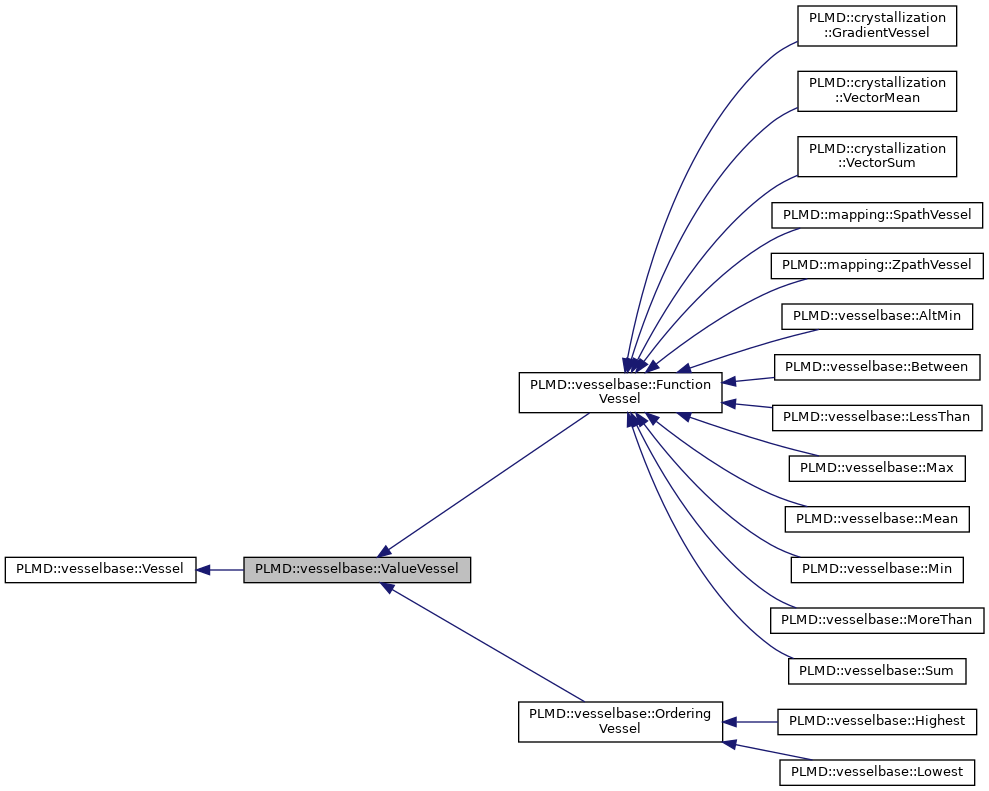 PLMD::crystallization
::GradientVessel
PLMD::crystallization
::VectorMean
PLMD::crystallization
::VectorSum
PLMD::mapping::SpathVessel
PLMD::mapping::ZpathVessel
PLMD::vesselbase::AltMin
PLMD::vesselbase::Between
PLMD::vesselbase::Function
Vessel
PLMD::vesselbase::LessThan
PLMD::vesselbase::Max
PLMD::vesselbase::Mean
PLMD::vesselbase::Vessel
PLMD::vesselbase::ValueVessel
PLMD::vesselbase::Min
PLMD::vesselbase::MoreThan
PLMD::vesselbase::Sum
PLMD::vesselbase::Ordering
Vessel
PLMD::vesselbase::Highest
PLMD::vesselbase::Lowest